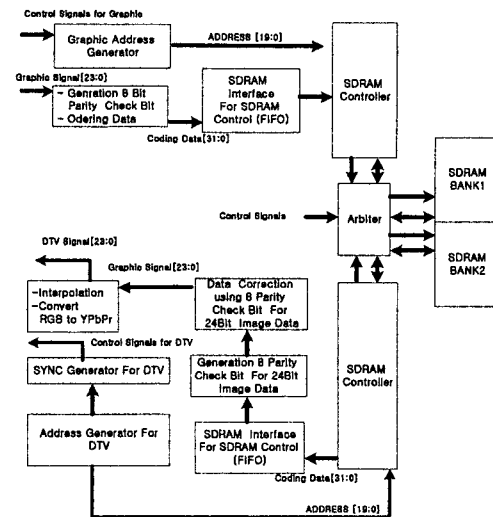 Control Signals for Graphic
Graphic Address
Generator
ADDRESS [19:0]
Graphic Signal[23:0]
- Genration 8 Bit
Parity Check Bit
- Odering Data
SDRAM
Interface
For SDRAM
Control (FIFO)
Coding Data[31:0]
SDRAM
Controller
SDRAM
BANK1
Control Signals
Arbiter
SDRAM
BANK2
DTV Signal[23:0]
Graphic Signal[23:0]
-Interpolation
-Convert
RGB to YPbPr
Data Correction
using 8 Parity
Check Bit For
24Bit Image Data
Control Signals for DTV
SYNC Generator For DTV
Generation 8 Parity
Check Bit For 24Bit
Image Data
SDRAM
Controller
Address Generator For
DTV
SDRAM Interface
For SDRAM Control
(FIFO)
Coding Data[31:0]
ADDRESS [19:0]